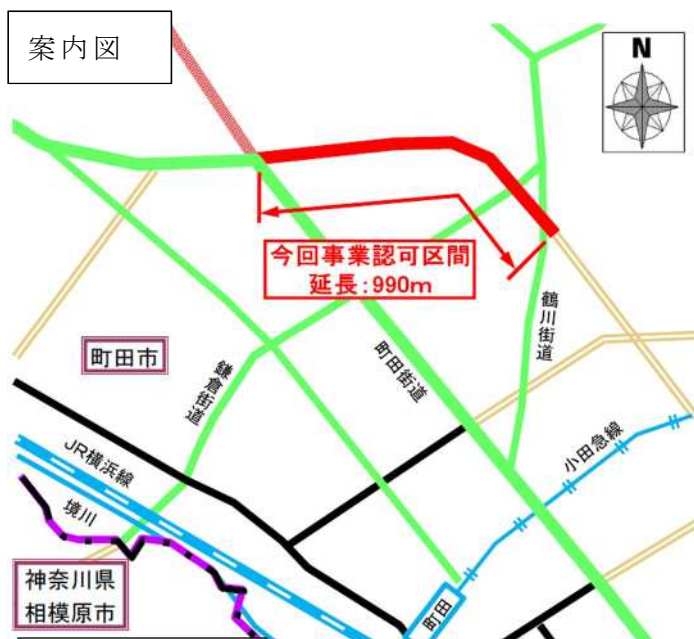 案内図
N
今回事業認可区間
延長:990m
鶴川街道
町田市
鎌倉街道
町田街道
小田急線
JR横浜線
境川
神奈川県
相模原市
町田